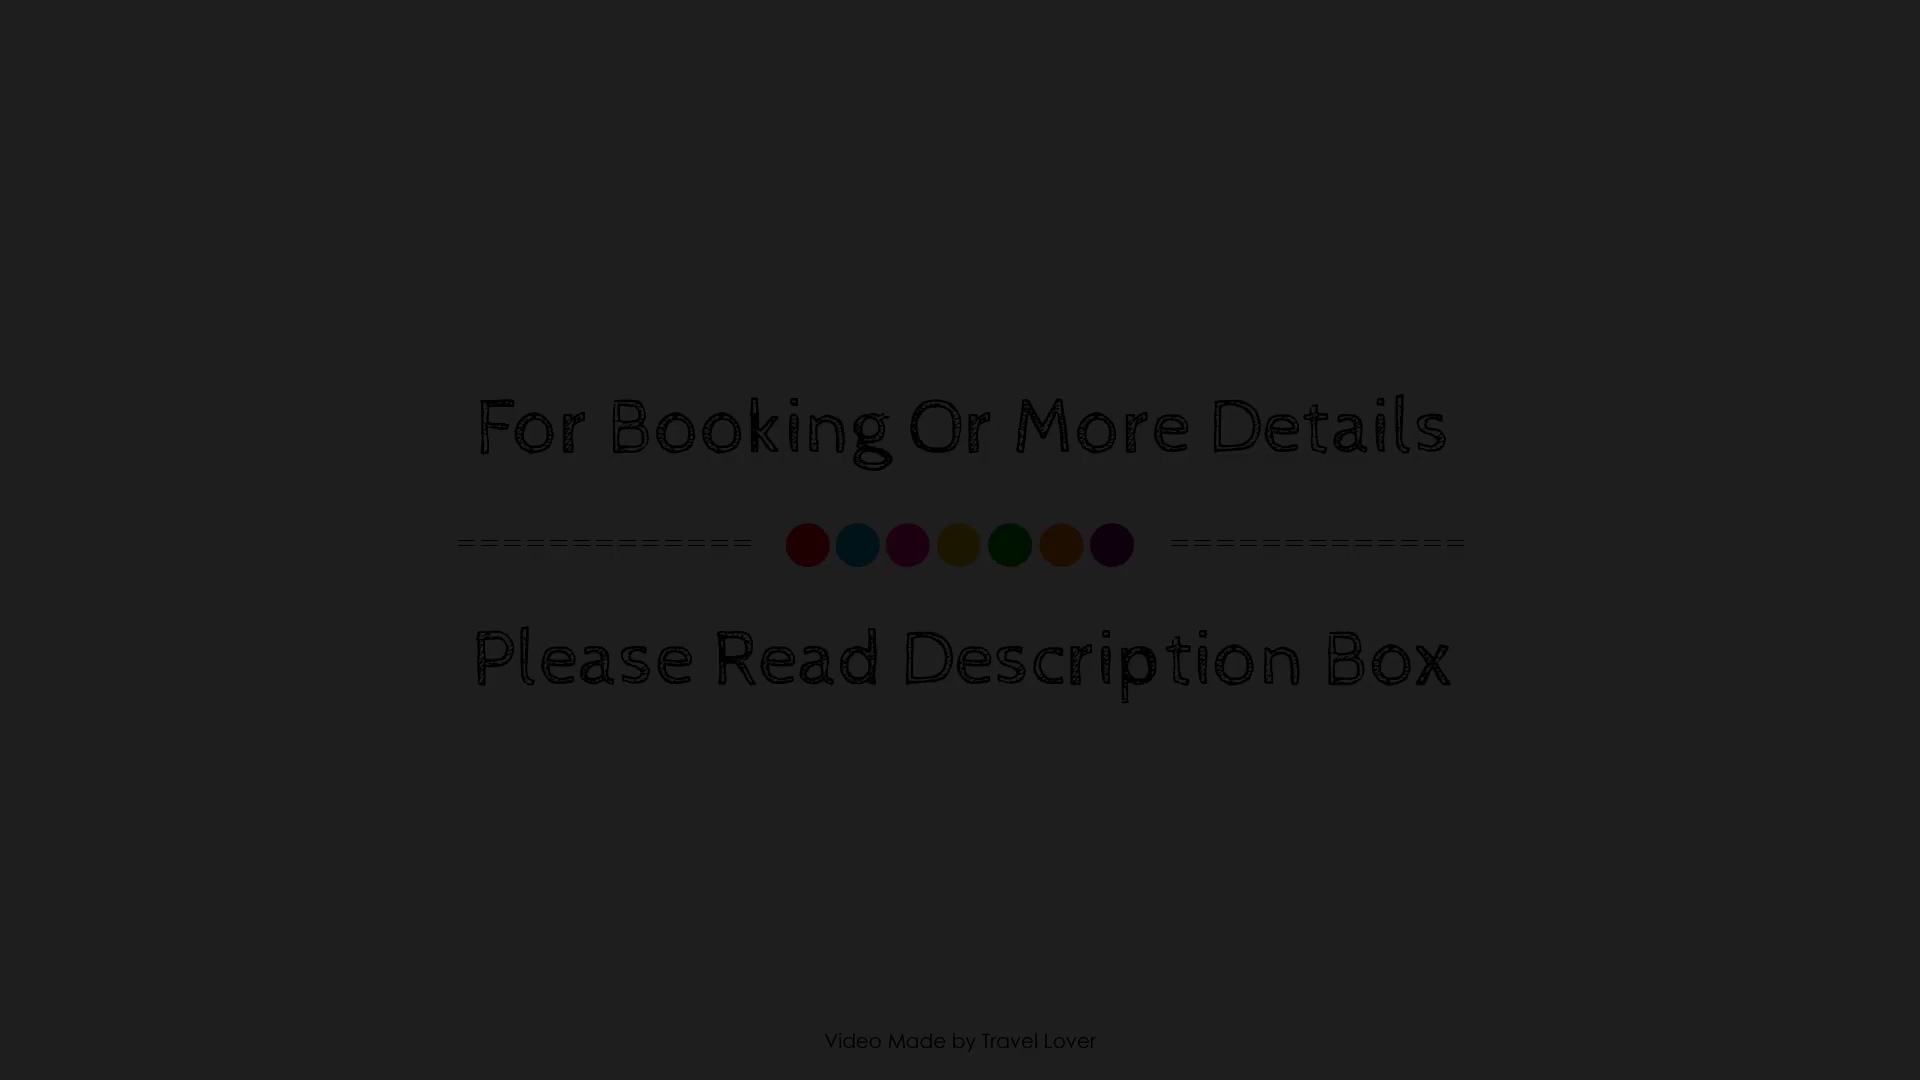 For Booking Or More Details
============= =============
Please Read Description Box
Video Made by Travel Lover